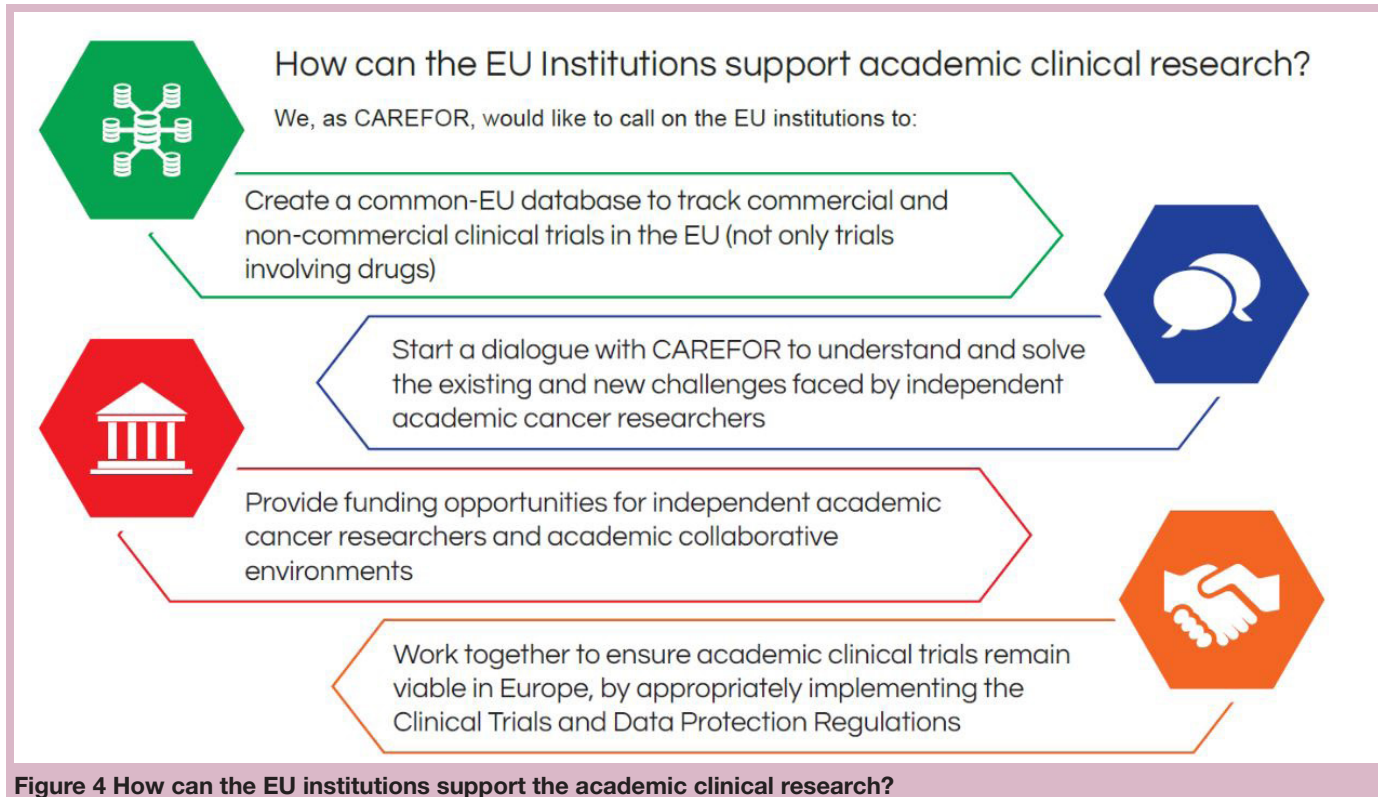 How can the EU Institutions support academic clinical research?
We, as CAREFOR, would like to call on the EU institutions to:
Create a common-EU database to track commercial and
non-commercial clinical trials in the EU (not only trials
involving drugs)
Start a dialogue with CAREFOR to understand and solve
the existing and new challenges faced by independent
academic cancer researchers
Provide funding opportunities for independent academic
cancer researchers and academic collaborative
environments
Work together to ensure academic clinical trials remain
viable in Europe, by appropriately implementing the
Clinical Trials and Data Protection Regulations
Figure 4 How can the EU institutions support the academic clinical research?